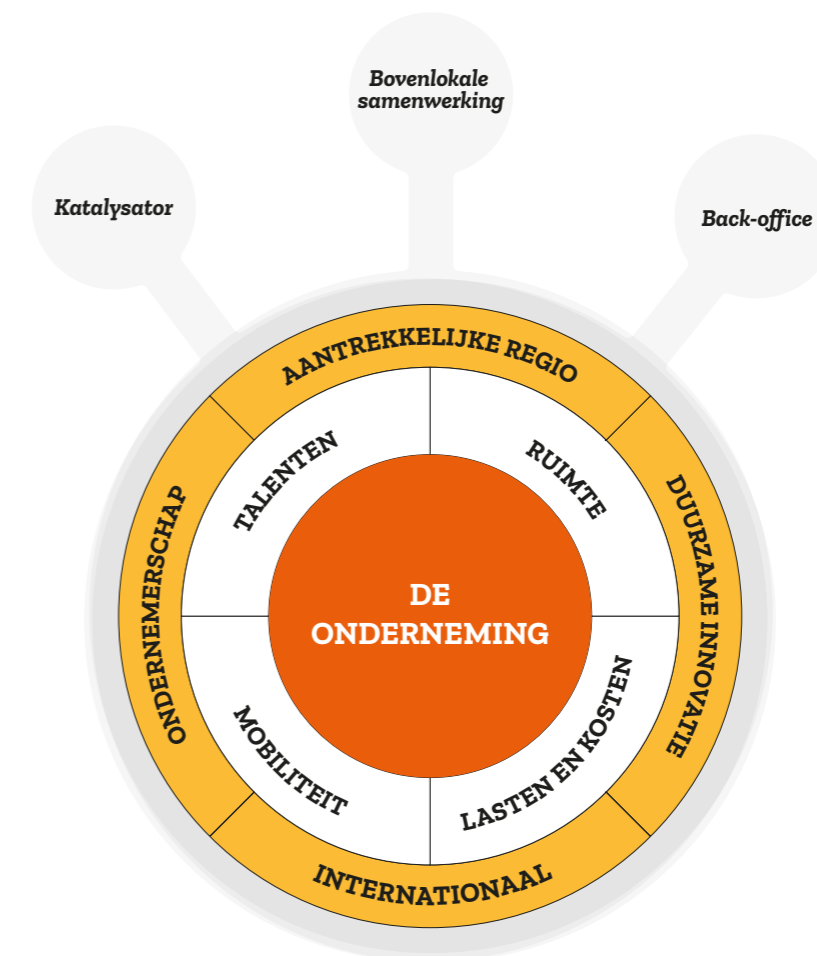 Bovenlokale
samenwerking
Katalysator
Back-office
AANTREKKELIJKE REGIO
TALENTEN
RUIMTE
ONDERNEMERSCHAP
DUURZAME INNOVATIE
DE
ONDERNEMING
MOBILITEIT
LASTEN EN KOSTEN
INTERNATIONAAL